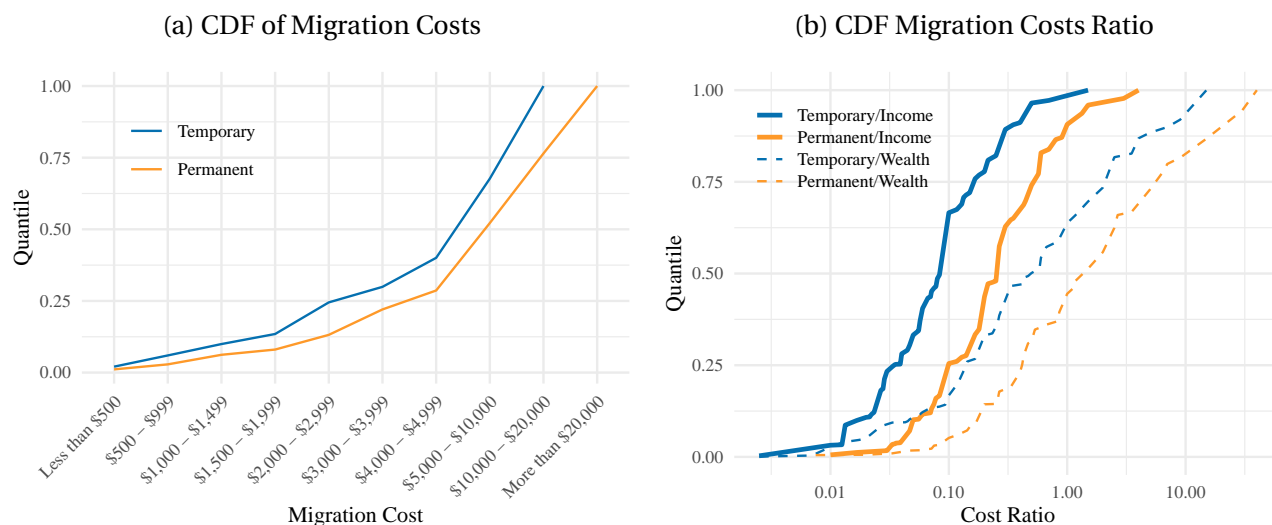 (a) CDF of Migration Costs
1.00
0.75
0.50
0.25
0.00
Quantile
Temporary
Permanent
Less than $500
$500 – $999
$1,000 – $1,499
$1,500 – $1,999
$2,000 – $2,999
$3,000 – $3,999
$4,000 – $4,999
$5,000 – $10,000
$10,000 – $20,000
More than $20,000
Migration Cost
(b) CDF Migration Costs Ratio
1.00
0.75
0.50
0.25
0.00
Quantile
Temporary/Income
Permanent/Income
Temporary/Wealth
Permanent/Wealth
0.01
0.10
1.00
10.00
Cost Ratio